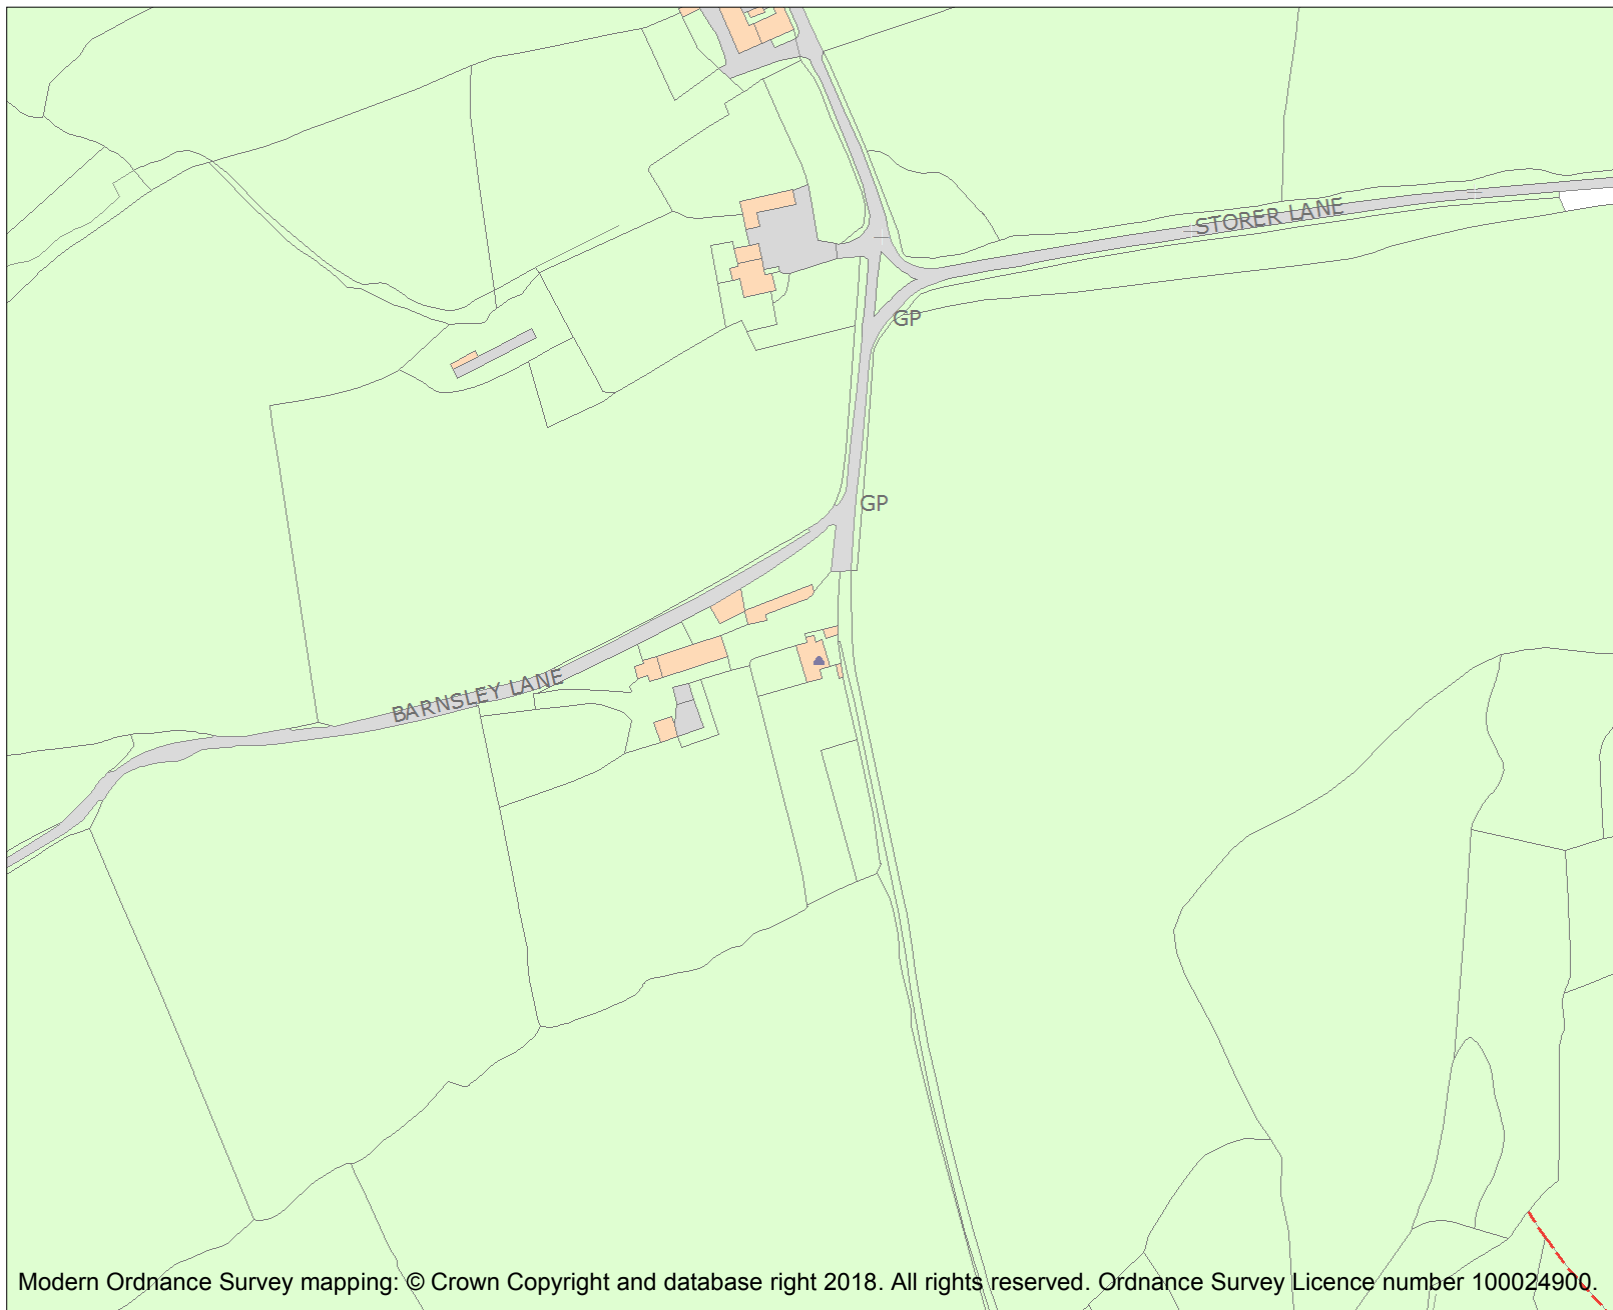 STORER LANE
GP
GP
BARNSLEY LANE
Modern Ordnance Survey mapping: © Crown Copyright and database right 2018. All rights reserved. Ordnance Survey Licence number 100024900.